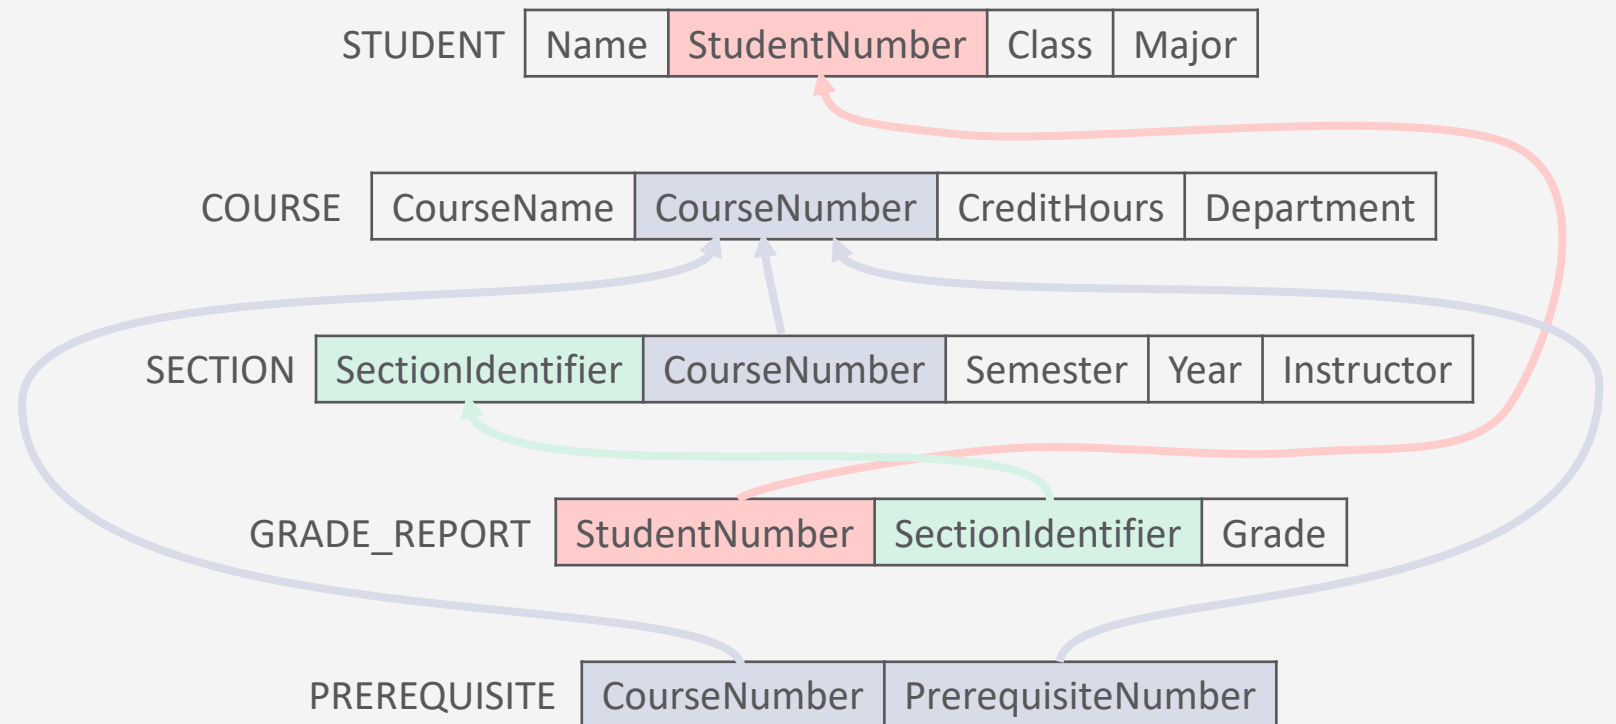 STUDENT Name StudentNumber Class Major
COURSE CourseName CourseNumber CreditHours Department
SECTION SectionIdentifier CourseNumber Semester Year Instructor
GRADE_REPORT StudentNumber SectionIdentifier Grade
PREREQUISITE CourseNumber PrerequisiteNumber